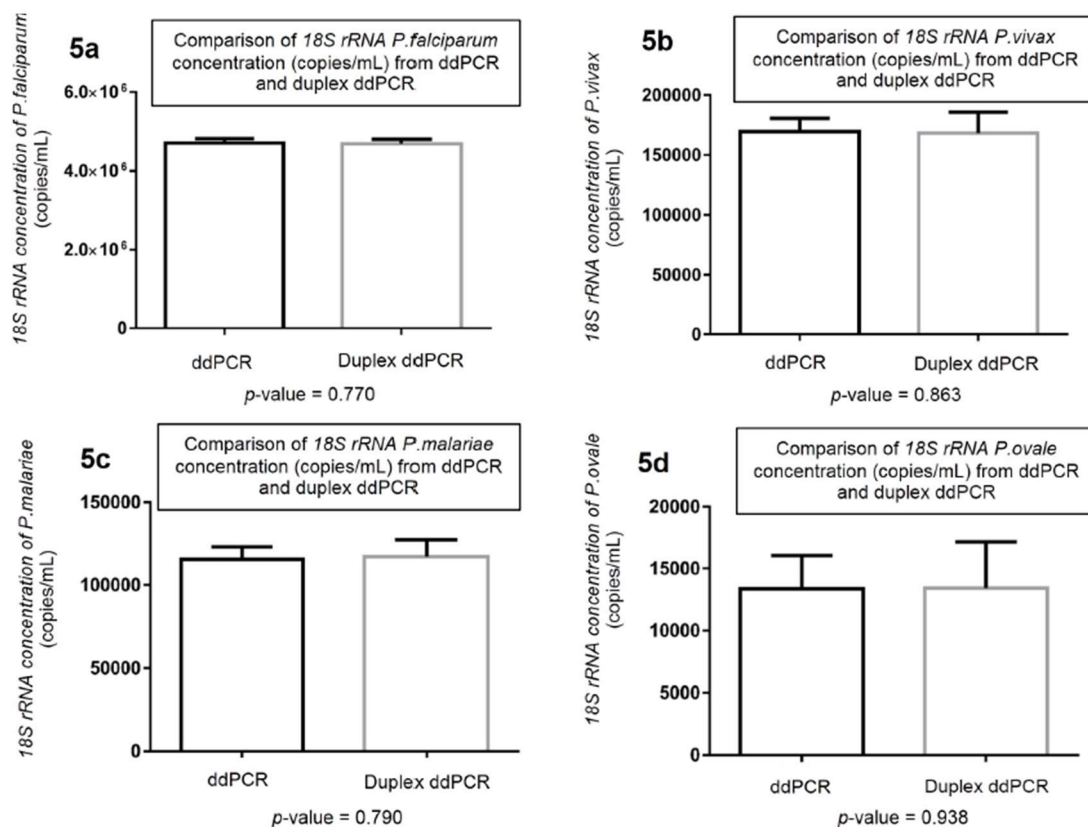 5a
Comparison of 18S rRNA P.falciparum
concentration (copies/mL) from ddPCR
and duplex ddPCR
18S rRNA concentration of P.falciparum
(copies/mL)
6.0×10⁶
4.0×10⁶
2.0×10⁶
0
ddPCR
Duplex ddPCR
p-value = 0.770
5b
Comparison of 18S rRNA P.vivax
concentration (copies/mL) from ddPCR
and duplex ddPCR
18S rRNA concentration of P.vivax
(copies/mL)
200000
150000
100000
50000
0
ddPCR
Duplex ddPCR
p-value = 0.863
5c
Comparison of 18S rRNA P.malariae
concentration (copies/mL) from ddPCR
and duplex ddPCR
18S rRNA concentration of P.malariae
(copies/mL)
150000
100000
50000
0
ddPCR
Duplex ddPCR
p-value = 0.790
5d
Comparison of 18S rRNA P.ovale
concentration (copies/mL) from ddPCR
and duplex ddPCR
18S rRNA concentration of P.ovale
(copies/mL)
20000
15000
10000
5000
0
ddPCR
Duplex ddPCR
p-value = 0.938